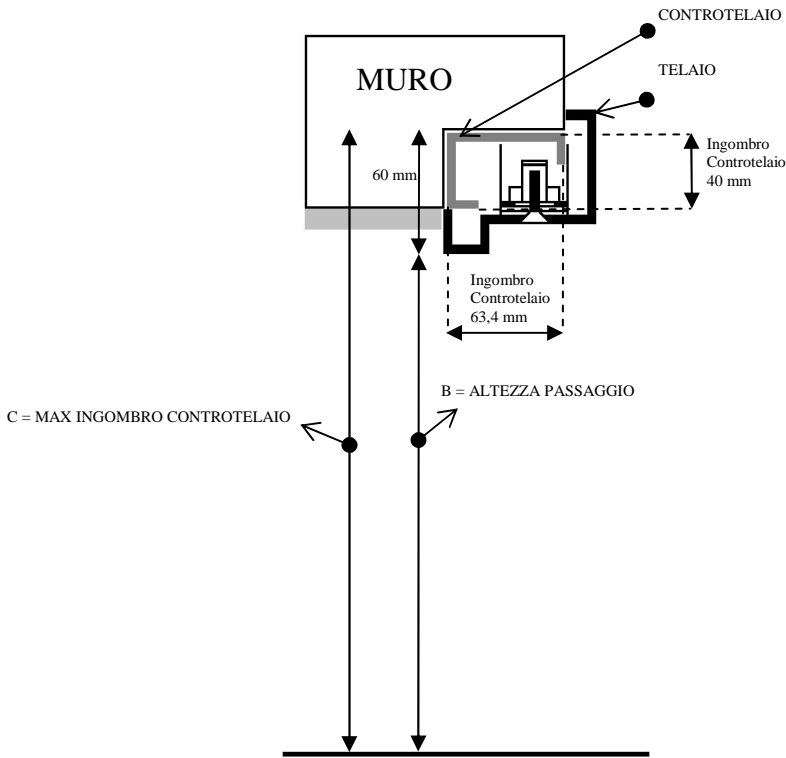 CONTROTELAIO
MURO
TELAIO
Ingombro
Controtelaio
40 mm
60 mm
Ingombro
Controtelaio
63,4 mm
B = ALTEZZA PASSAGGIO
C = MAX INGOMBRO CONTROTELAIO